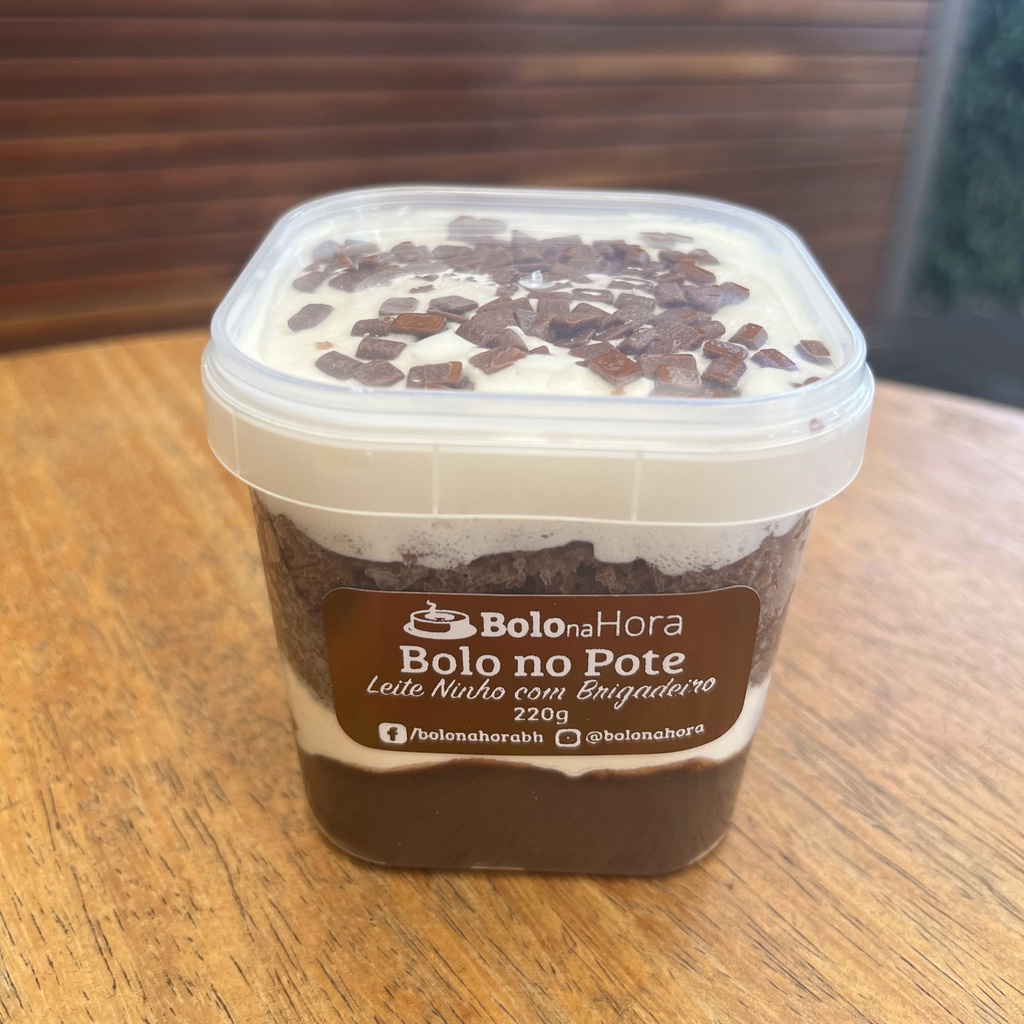 BolonaHora
Bolo no Pote
Leite Ninho com Brigadeiro
220g
/bolonahorabh @bolonahora